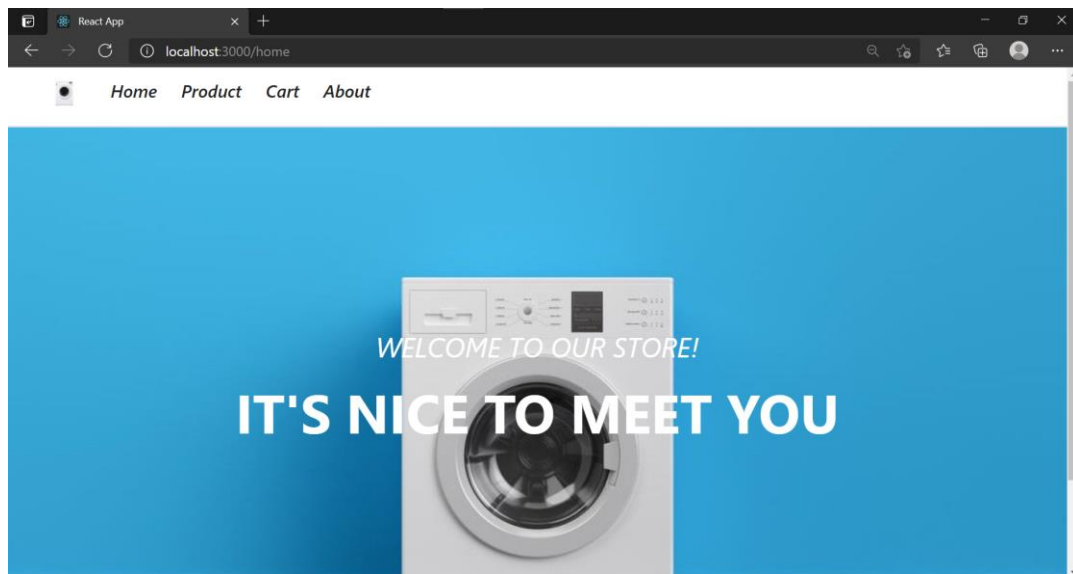 React App
localhost:3000/home
Home Product Cart About
WELCOME TO OUR STORE!
IT'S NICE TO MEET YOU